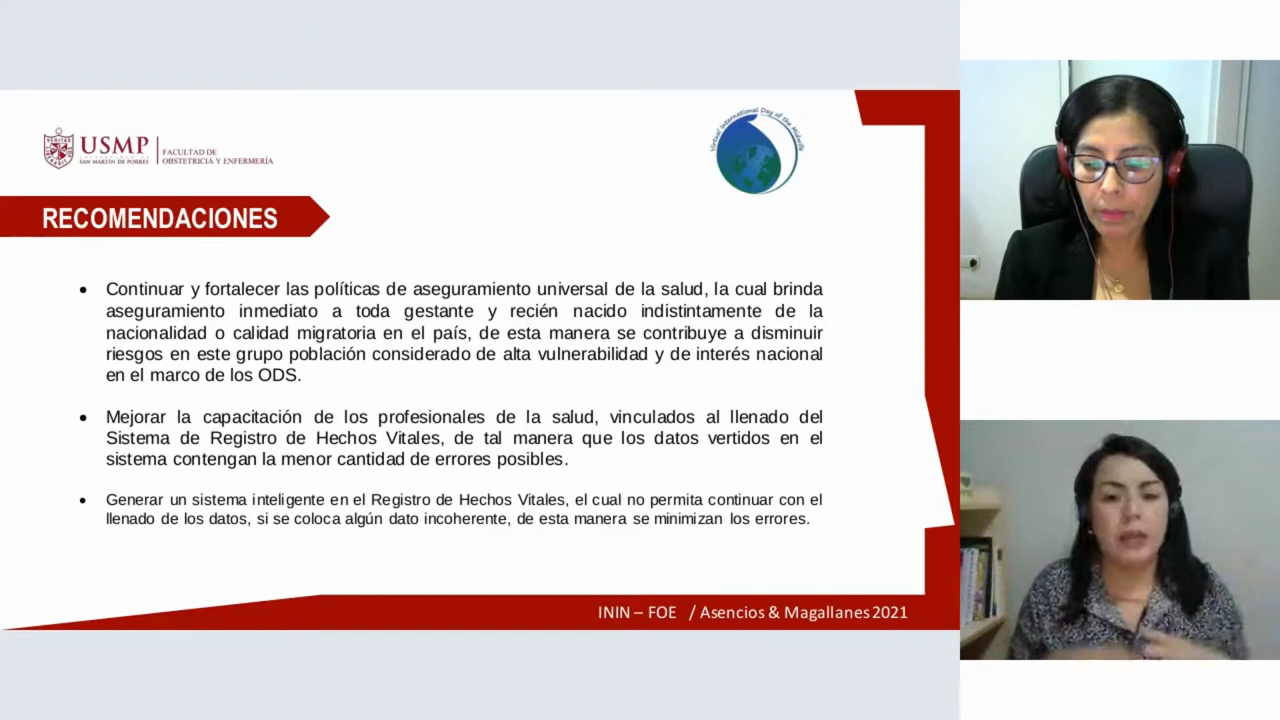 USMP
SAN MARTIN DE PORRES
FACULTAD DE
OBSTETRICIA Y ENFERMERÍA
Virtual International Day of the Midwife
RECOMENDACIONES
• Continuar y fortalecer las políticas de aseguramiento universal de la salud, la cual brinda
aseguramiento inmediato a toda gestante y recién nacido indistintamente de la
nacionalidad o calidad migratoria en el país, de esta manera se contribuye a disminuir
riesgos en este grupo población considerado de alta vulnerabilidad y de interés nacional
en el marco de los ODS.
• Mejorar la capacitación de los profesionales de la salud, vinculados al llenado del
Sistema de Registro de Hechos Vitales, de tal manera que los datos vertidos en el
sistema contengan la menor cantidad de errores posibles.
• Generar un sistema inteligente en el Registro de Hechos Vitales, el cual no permita continuar con el
llenado de los datos, si se coloca algún dato incoherente, de esta manera se minimizan los errores.
ININ – FOE / Asencios & Magallanes 2021